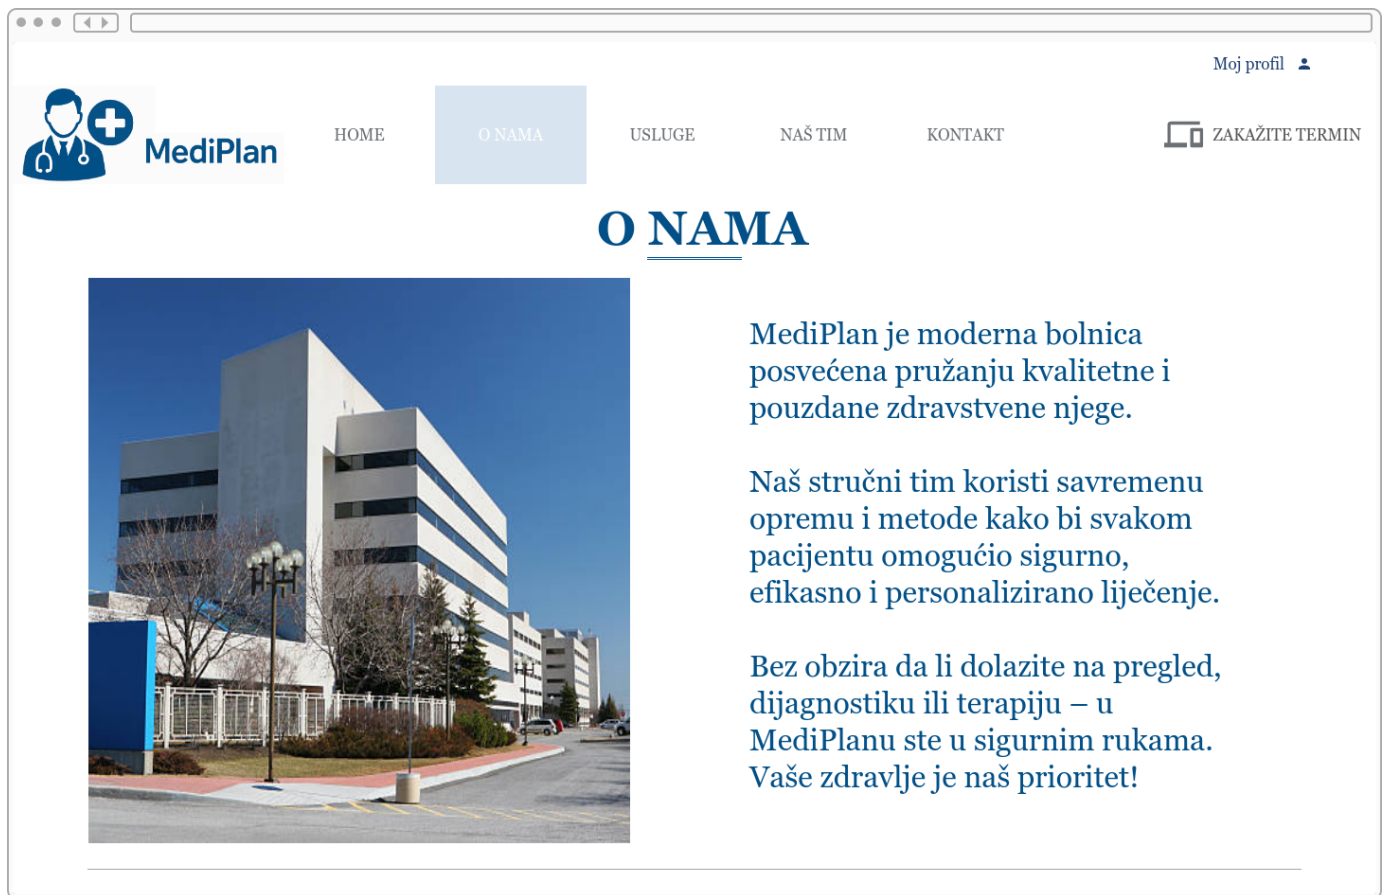 Moj profil
MediPlan
HOME
O NAMA
USLUGE
NAŠ TIM
KONTAKT
ZAKAŽITE TERMIN
O NAMA
MediPlan je moderna bolnica
posvećena pružanju kvalitetne i
pouzdane zdravstvene njege.
Naš stručni tim koristi savremenu
opremu i metode kako bi svakom
pacijentu omogućio sigurno,
efikasno i personalizirano liječenje.
Bez obzira da li dolazite na pregled,
dijagnostiku ili terapiju – u
MediPlanu ste u sigurnim rukama.
Vaše zdravlje je naš prioritet!